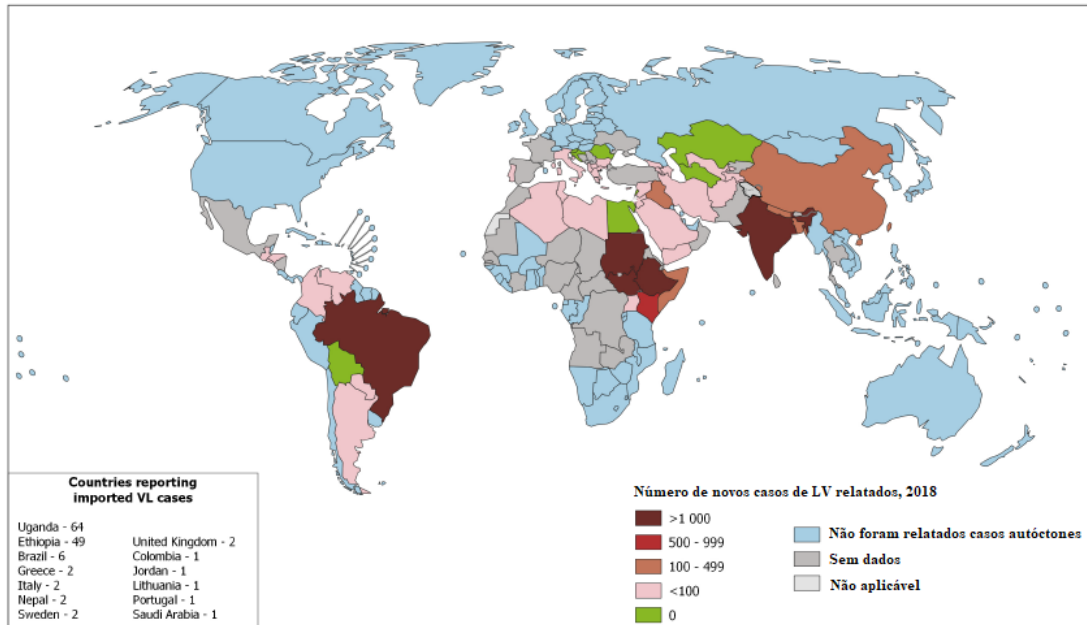 Countries reporting
imported VL cases
Uganda - 64
Ethiopia - 49
Brazil - 6
Greece - 2
Italy - 2
Nepal - 2
Sweden - 2
United Kingdom - 2
Colombia - 1
Jordan - 1
Lithuania - 1
Portugal - 1
Saudi Arabia - 1
Número de novos casos de LV relatados, 2018
>1 000
500 - 999
100 - 499
<100
0
Não foram relatados casos autóctones
Sem dados
Não aplicável